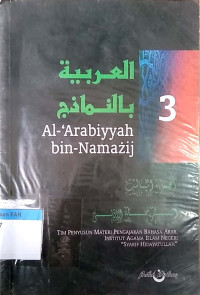 العربية
بالنماذج
3
Al-'Arabiyyah
bin-Namażij
TIM PENYUSUN MATERI PENGAJARAN BAHASA ARAB
INSTITUT AGAMA ISLAM NEGERI
"SYARIF HIDAYATULLAH"